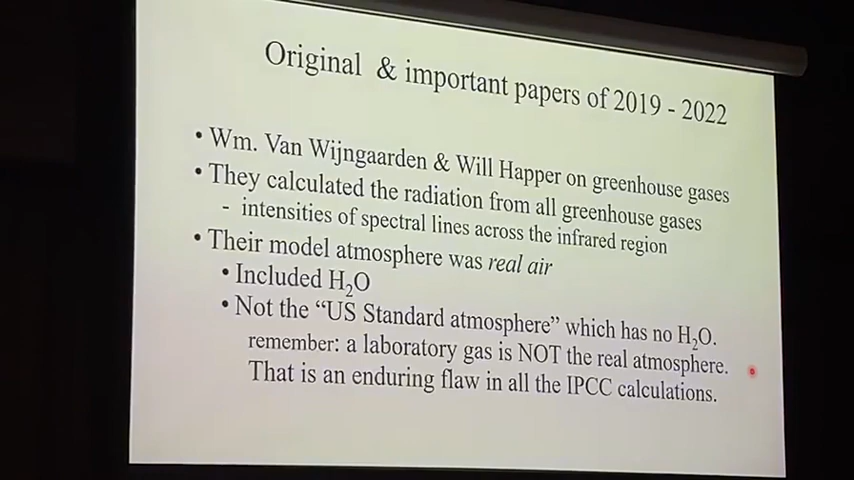 Original & important papers of 2019 - 2022
• Wm. Van Wijngaarden & Will Happer on greenhouse gases
• They calculated the radiation from all greenhouse gases
- intensities of spectral lines across the infrared region
• Their model atmosphere was real air
• Included H₂O
• Not the “US Standard atmosphere” which has no H₂O.
remember: a laboratory gas is NOT the real atmosphere.
That is an enduring flaw in all the IPCC calculations.